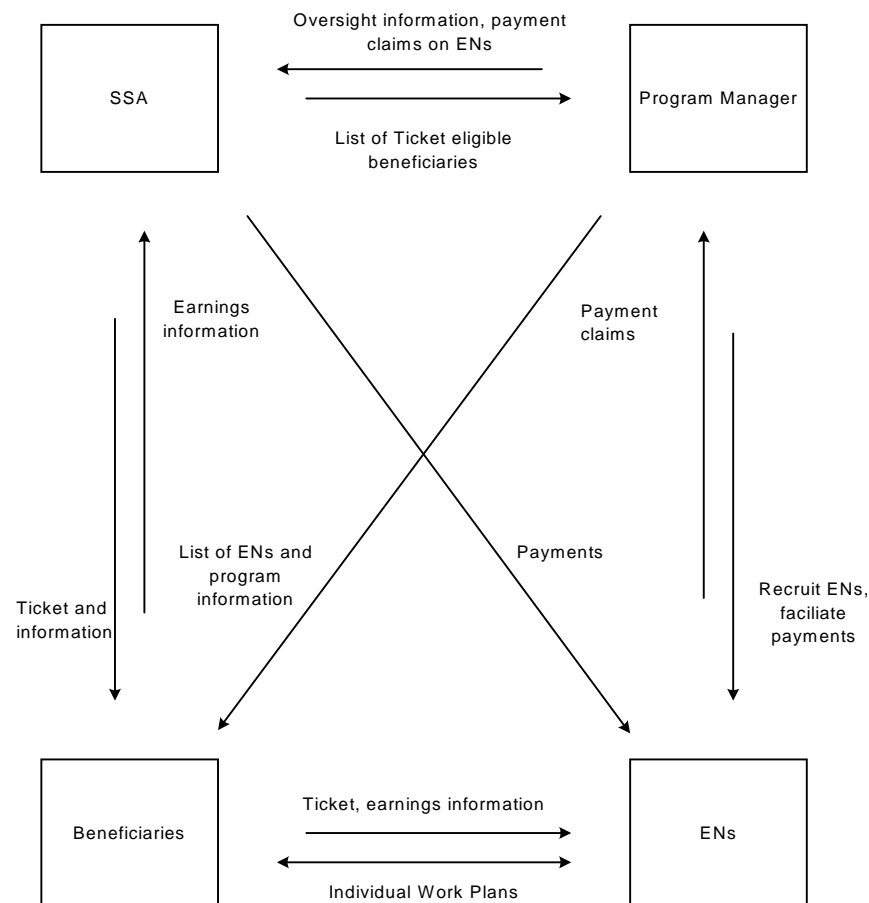 Oversight information, payment
claims on ENs
SSA
Program Manager
List of Ticket eligible
beneficiaries
Earnings
information
Payment
claims
List of ENs and
program
information
Payments
Ticket and
information
Recruit ENs,
faciliate
payments
Ticket, earnings information
Beneficiaries
ENs
Individual Work Plans